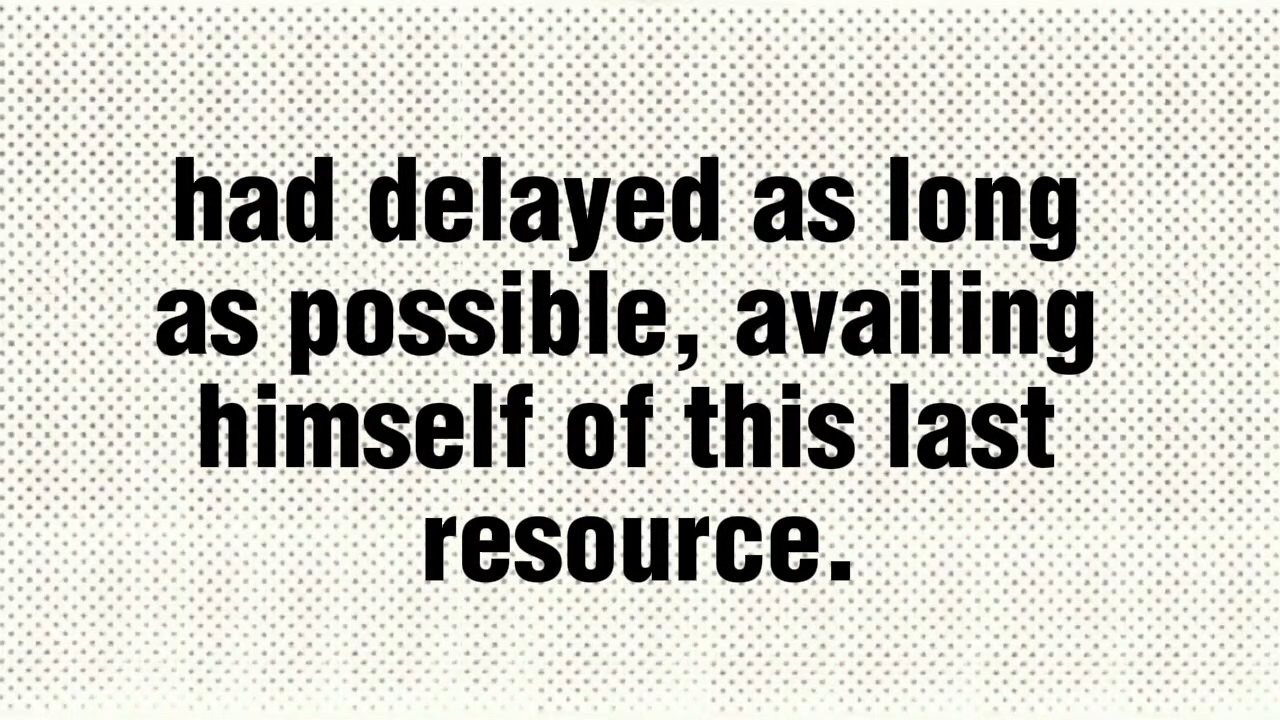 had delayed as long
as possible, availing
himself of this last
resource.